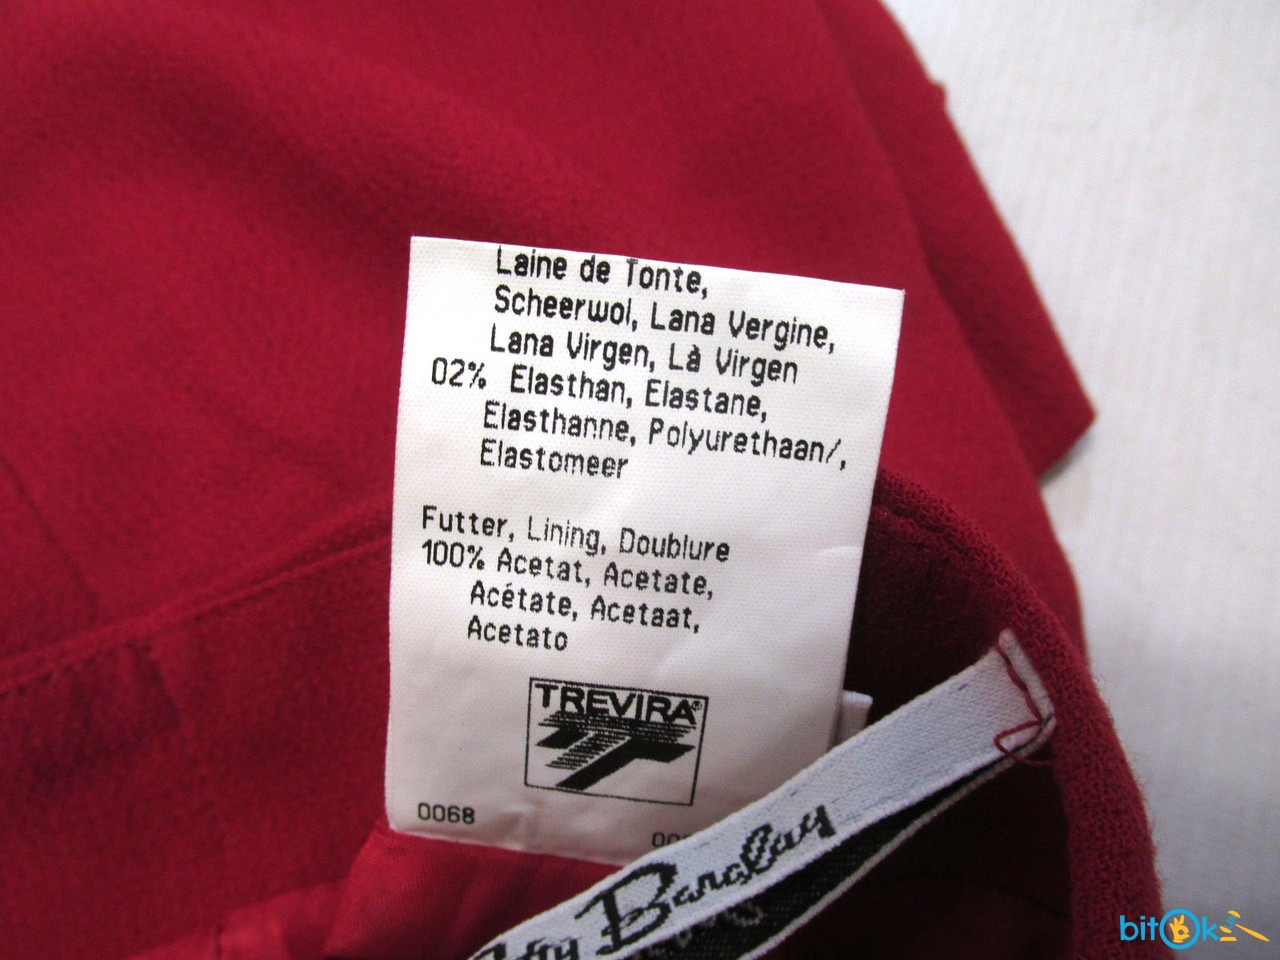 Laine de Tonte,
Scheerwol, Lana Vergine,
Lana Virgen, Là Virgen
02% Elasthan, Elastane,
Elasthanne, Polyurethaan/,
Elastomeer
Futter, Lining, Doublure
100% Acetat, Acetate,
Acétate, Acetaat,
Acetato
TREVIRA®
0068
Barclay
bitOk